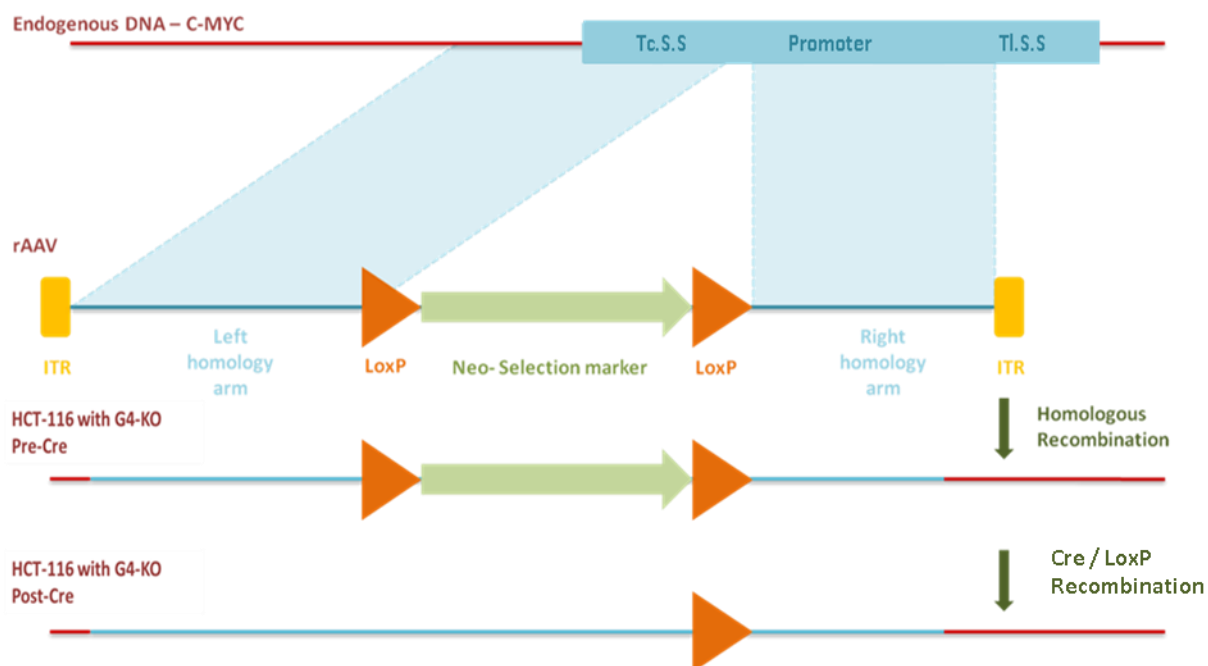 Endogenous DNA – C-MYC
Tc.S.S Promoter Tl.S.S
rAAV
ITR
Left
homology
arm
LoxP
Neo- Selection marker
LoxP
Right
homology
arm
ITR
HCT-116 with G4-KO
Pre-Cre
Homologous
Recombination
HCT-116 with G4-KO
Post-Cre
Cre / LoxP
Recombination